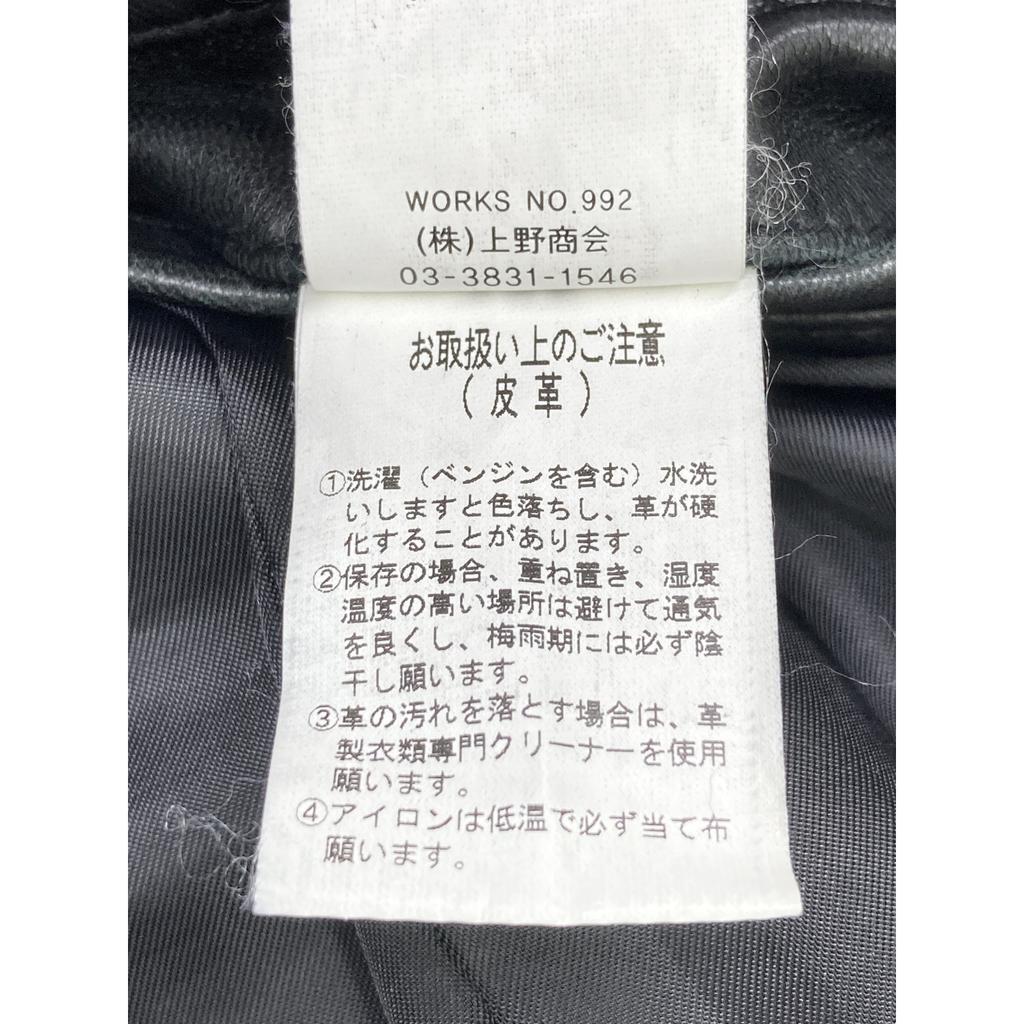 WORKS NO.992
(株)上野商会
03-3831-1546
お取扱い上のご注意
(皮革)
①洗濯(ベンジンを含む)水洗
いしますと色落ちし、革が硬
化することがあります。
②保存の場合、重ね置き、湿度
温度の高い場所は避けて通気
を良くし、梅雨期には必ず陰
干し願います。
③革の汚れを落とす場合は、革
製衣類専門クリーナーを使用
願います。
④アイロンは低温で必ず当て布
願います。